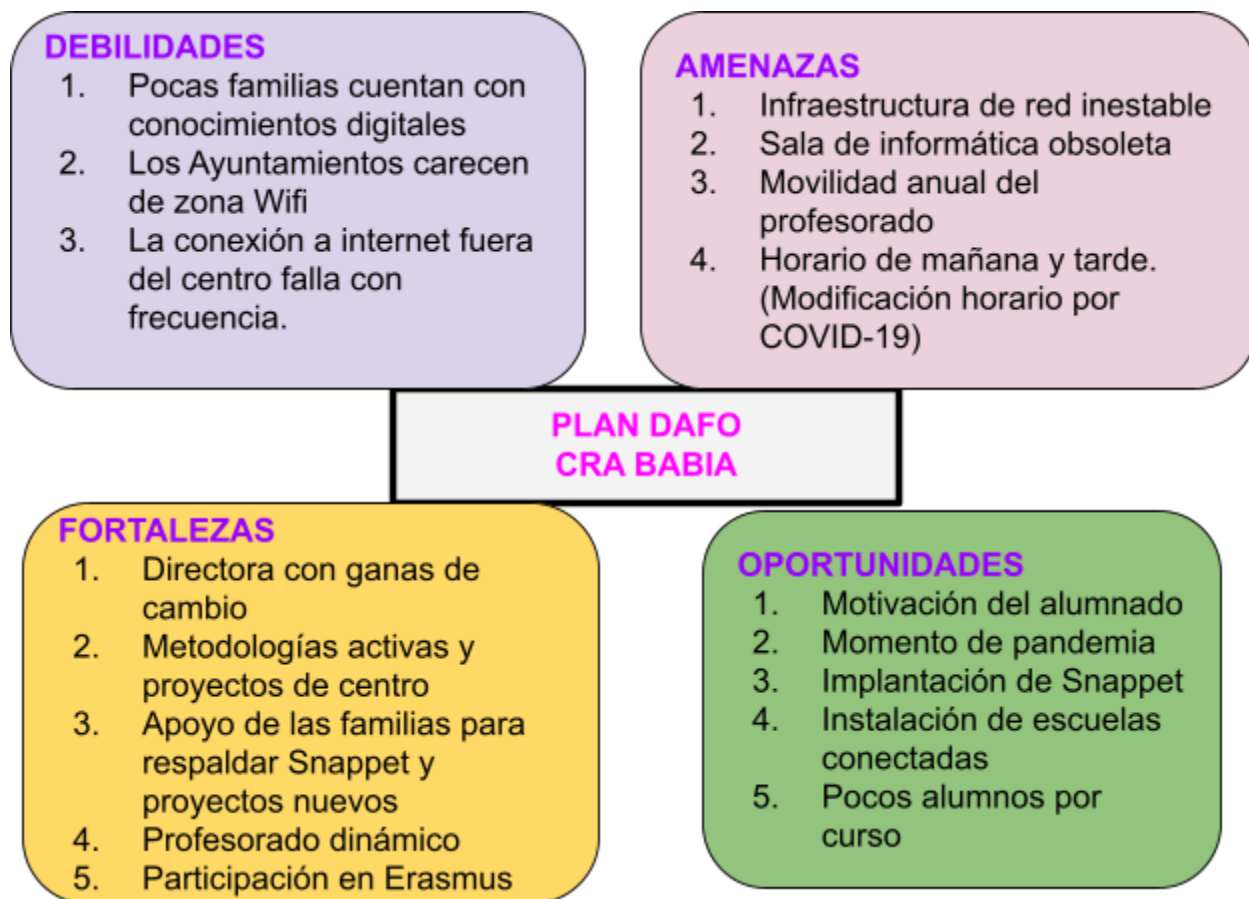 DEBILIDADES
1. Pocas familias cuentan con
conocimientos digitales
2. Los Ayuntamientos carecen
de zona Wifi
3. La conexión a internet fuera
del centro falla con
frecuencia.
AMENAZAS
1. Infraestructura de red inestable
2. Sala de informática obsoleta
3. Movilidad anual del
profesorado
4. Horario de mañana y tarde.
(Modificación horario por
COVID-19)
PLAN DAFO
CRA BABIA
FORTALEZAS
1. Directora con ganas de
cambio
2. Metodologías activas y
proyectos de centro
3. Apoyo de las familias para
respaldar Snappet y
proyectos nuevos
4. Profesorado dinámico
5. Participación en Erasmus
OPORTUNIDADES
1. Motivación del alumnado
2. Momento de pandemia
3. Implantación de Snappet
4. Instalación de escuelas
conectadas
5. Pocos alumnos por
curso